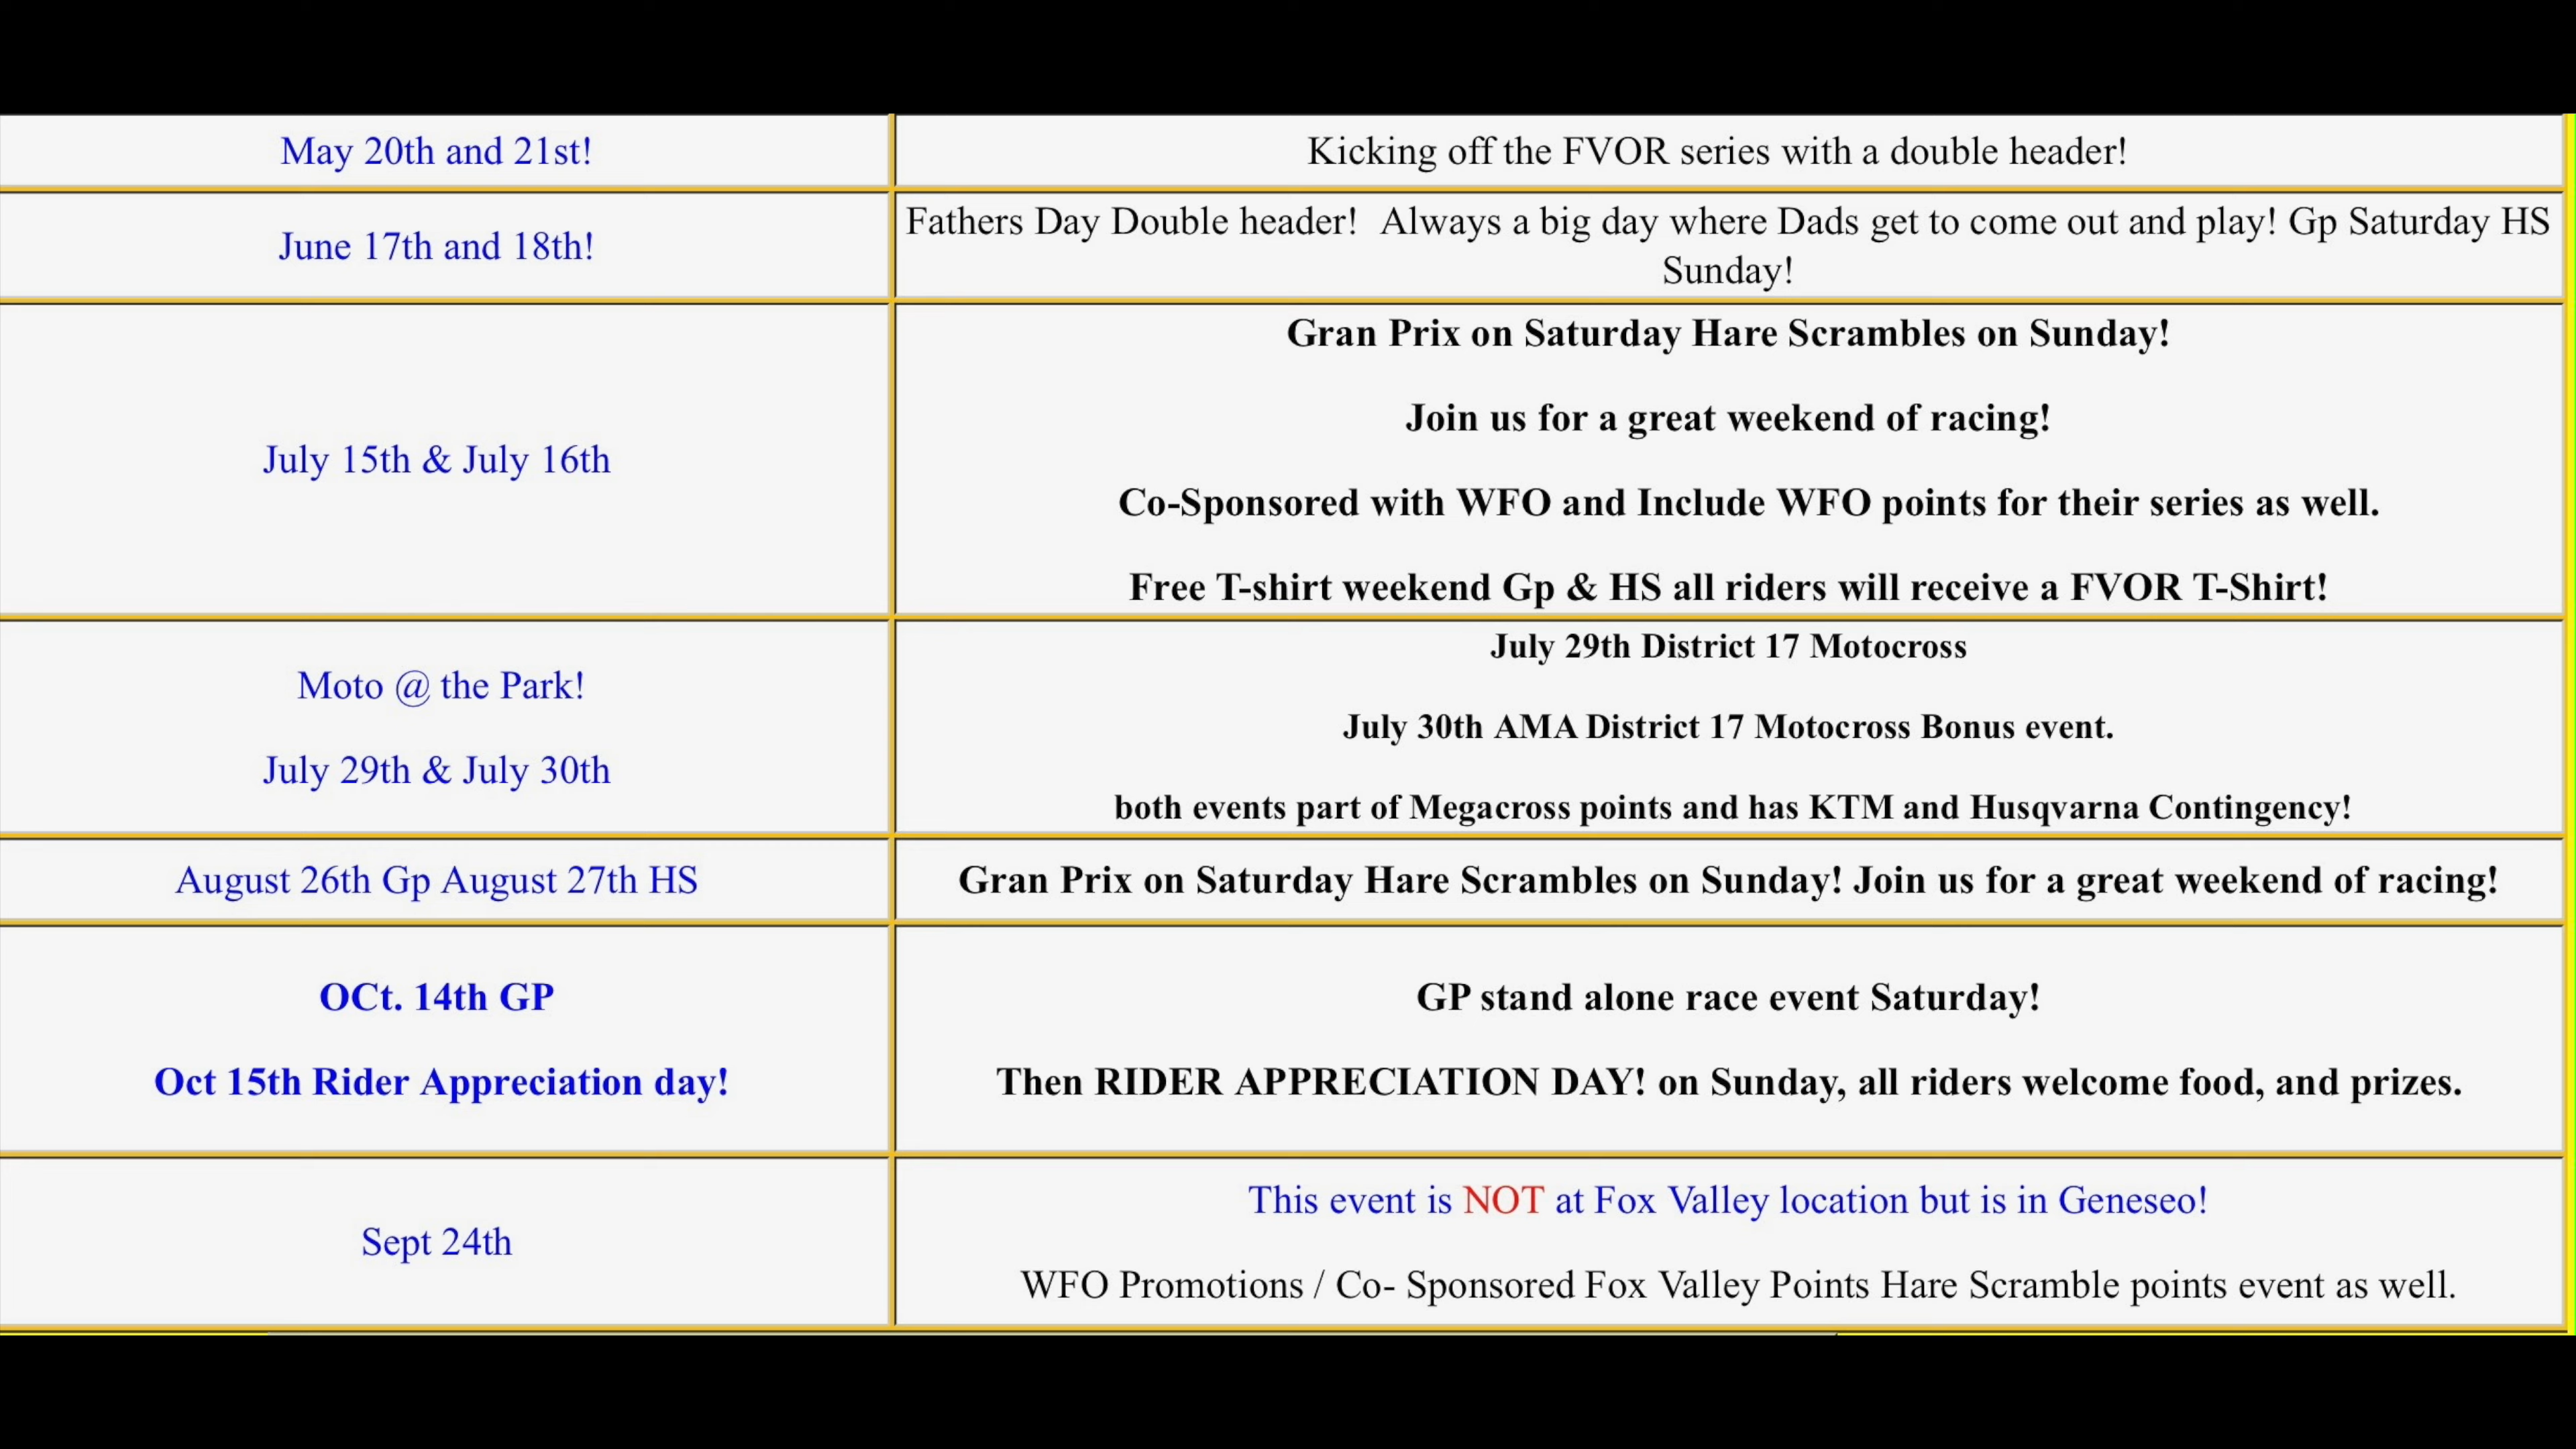 May 20th and 21st!
Kicking off the FVOR series with a double header!
June 17th and 18th!
Fathers Day Double header!  Always a big day where Dads get to come out and play! Gp Saturday HS
Sunday!
July 15th & July 16th
Gran Prix on Saturday Hare Scrambles on Sunday!
Join us for a great weekend of racing!
Co-Sponsored with WFO and Include WFO points for their series as well.
Free T-shirt weekend Gp & HS all riders will receive a FVOR T-Shirt!
Moto @ the Park!
July 29th & July 30th
July 29th District 17 Motocross
July 30th AMA District 17 Motocross Bonus event.
both events part of Megacross points and has KTM and Husqvarna Contingency!
August 26th Gp August 27th HS
Gran Prix on Saturday Hare Scrambles on Sunday! Join us for a great weekend of racing!
OCt. 14th GP
Oct 15th Rider Appreciation day!
GP stand alone race event Saturday!
Then RIDER APPRECIATION DAY! on Sunday, all riders welcome food, and prizes.
Sept 24th
This event is NOT at Fox Valley location but is in Geneseo!
WFO Promotions / Co- Sponsored Fox Valley Points Hare Scramble points event as well.